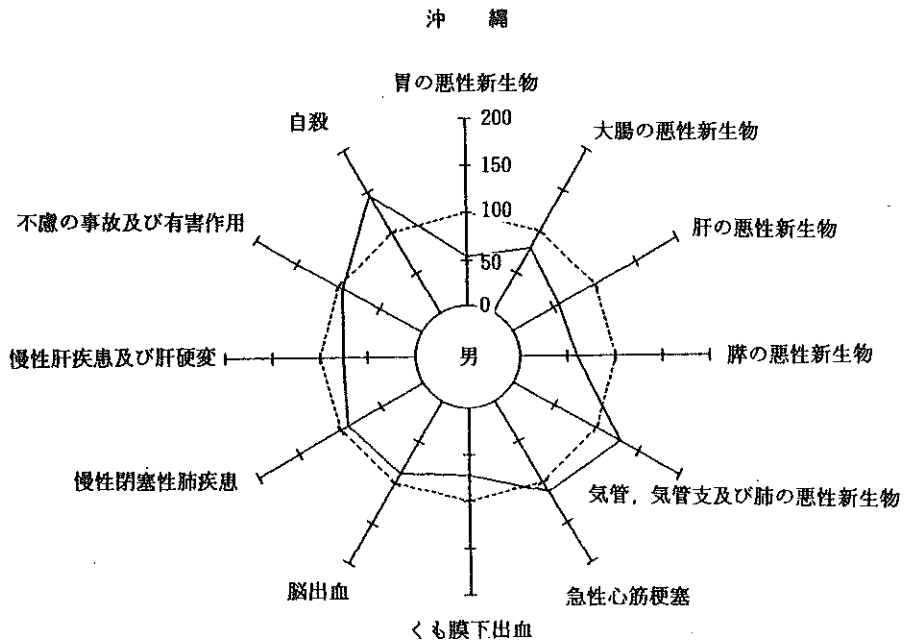 沖縄
胃の悪性新生物
200
150
100
50
0
大腸の悪性新生物
肝の悪性新生物
膵の悪性新生物
気管，気管支及び肺の悪性新生物
急性心筋梗塞
くも膜下出血
脳出血
慢性閉塞性肺疾患
慢性肝疾患及び肝硬変
不慮の事故及び有害作用
自殺
男